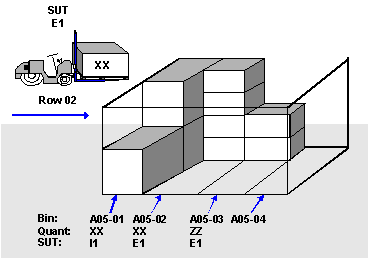 SUT
E1
XX
Row 02
Bin: A05-01 A05-02 A05-03 A05-04
Quant: XX XX ZZ
SUT: I1 E1 E1